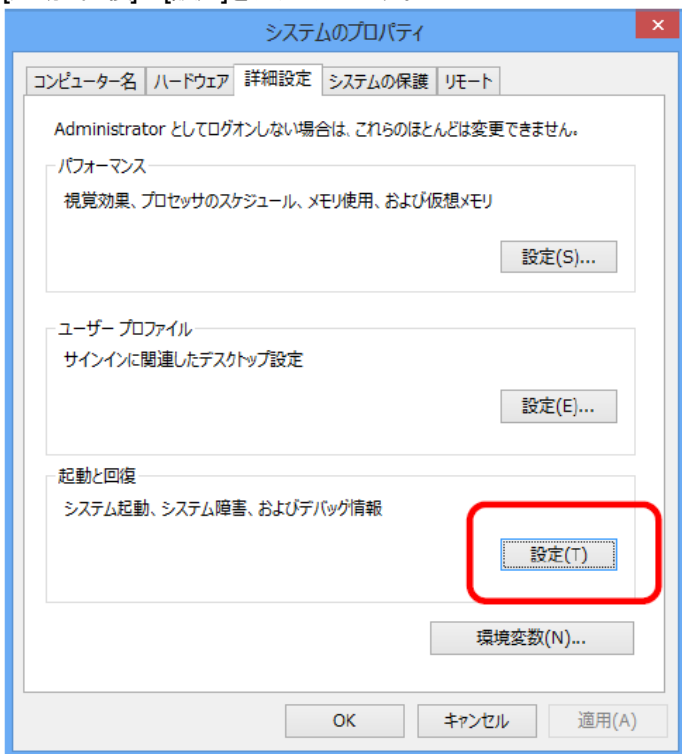 システムのプロパティ
コンピューター名 ハードウェア 詳細設定 システムの保護 リモート
Administrator としてログオンしない場合は、これらのほとんどは変更できません。
パフォーマンス
視覚効果、プロセッサのスケジュール、メモリ使用、および仮想メモリ
設定(S)...
ユーザー プロファイル
サインインに関連したデスクトップ設定
設定(E)...
起動と回復
システム起動、システム障害、およびデバッグ情報
設定(T)
環境変数(N)...
OK キャンセル 適用(A)